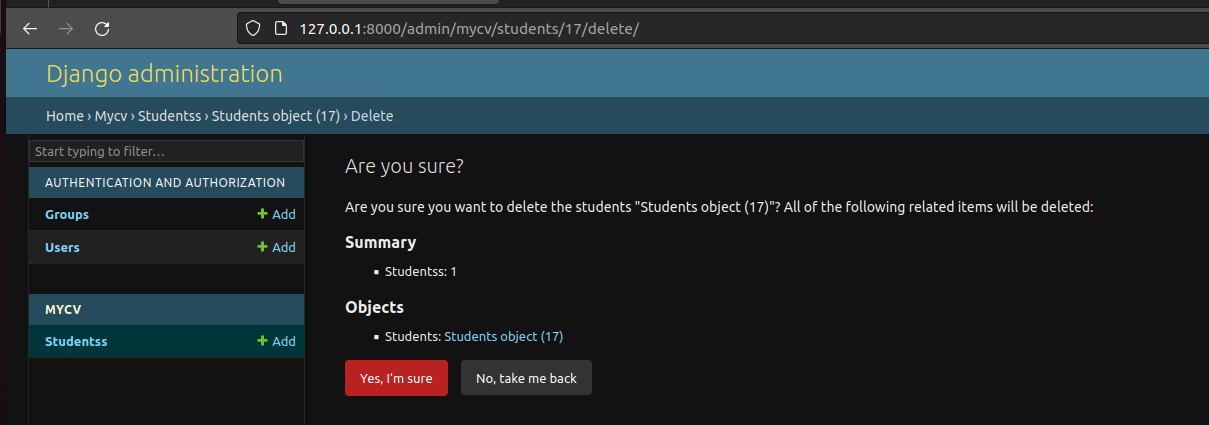 127.0.0.1:8000/admin/mycv/students/17/delete/
Django administration
Home › Mycv › Studentss › Students object (17) › Delete
Start typing to filter…
AUTHENTICATION AND AUTHORIZATION
Groups + Add
Users + Add
MYCV
Studentss + Add
Are you sure?
Are you sure you want to delete the students "Students object (17)"? All of the following related items will be deleted:
Summary
▪ Studentss: 1
Objects
▪ Students: Students object (17)
Yes, I’m sure No, take me back